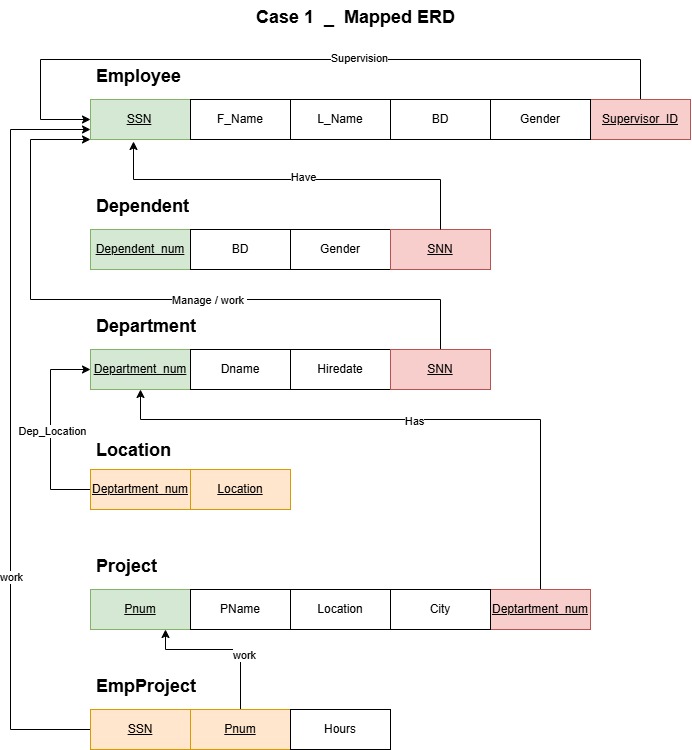 Case 1 _ Mapped ERD
Supervision
Employee
SSN F_Name L_Name BD Gender Supervisor_ID
Have
Dependent
Dependent_num BD Gender SNN
Manage / work
Department
Department_num Dname Hiredate SNN
Has
Dep_Location
Location
Deptartment_num Location
Project
work
Pnum PName Location City Deptartment_num
work
EmpProject
SSN Pnum Hours